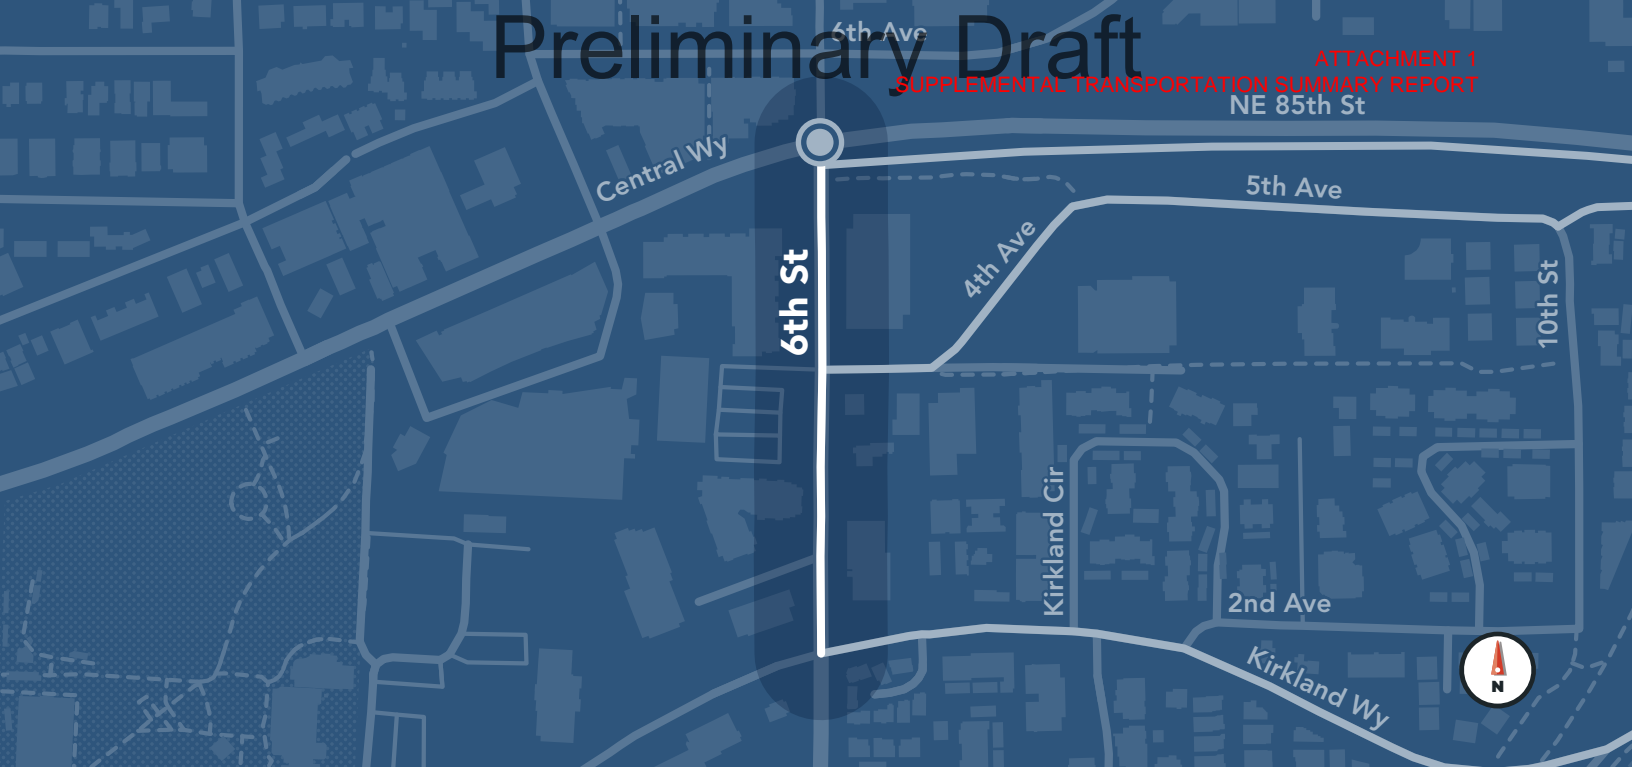 Preliminary Draft
6th Ave
ATTACHMENT 1
SUPPLEMENTAL TRANSPORTATION SUMMARY REPORT
NE 85th St
Central Wy
5th Ave
4th Ave
6th St
10th St
Kirkland Cir
2nd Ave
Kirkland Wy
N